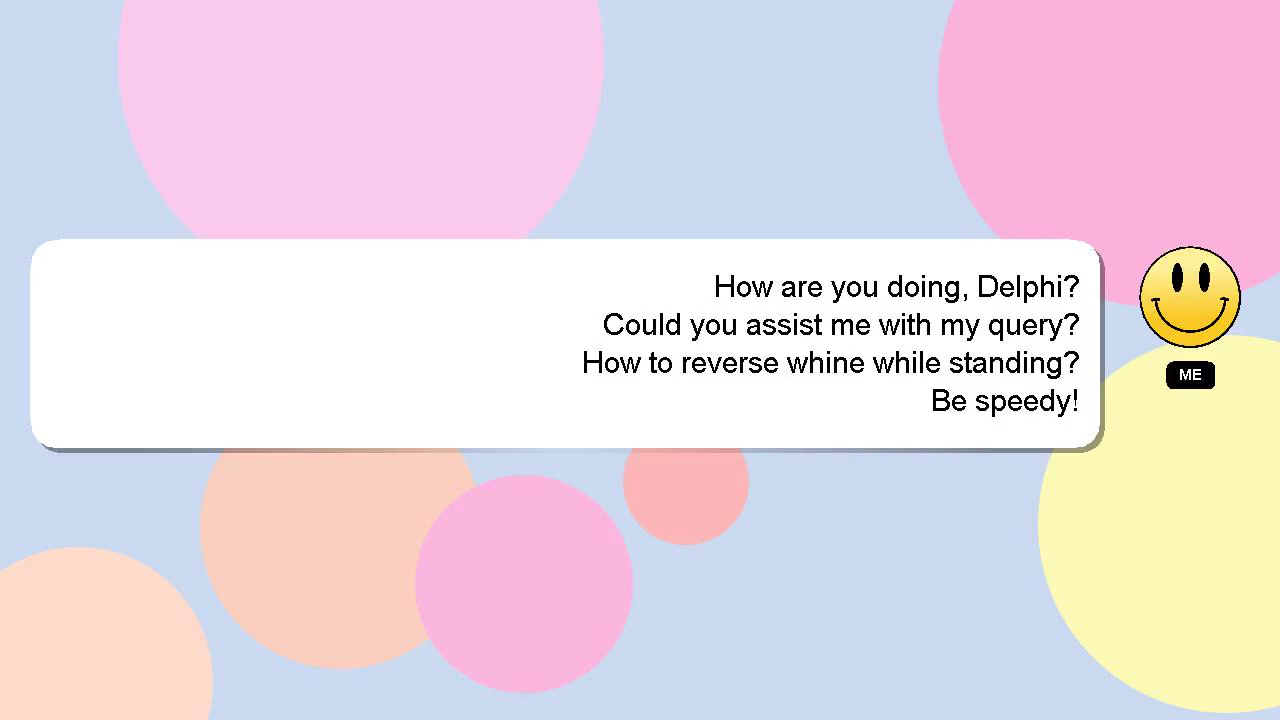 How are you doing, Delphi?
Could you assist me with my query?
How to reverse whine while standing?
Be speedy!
ME